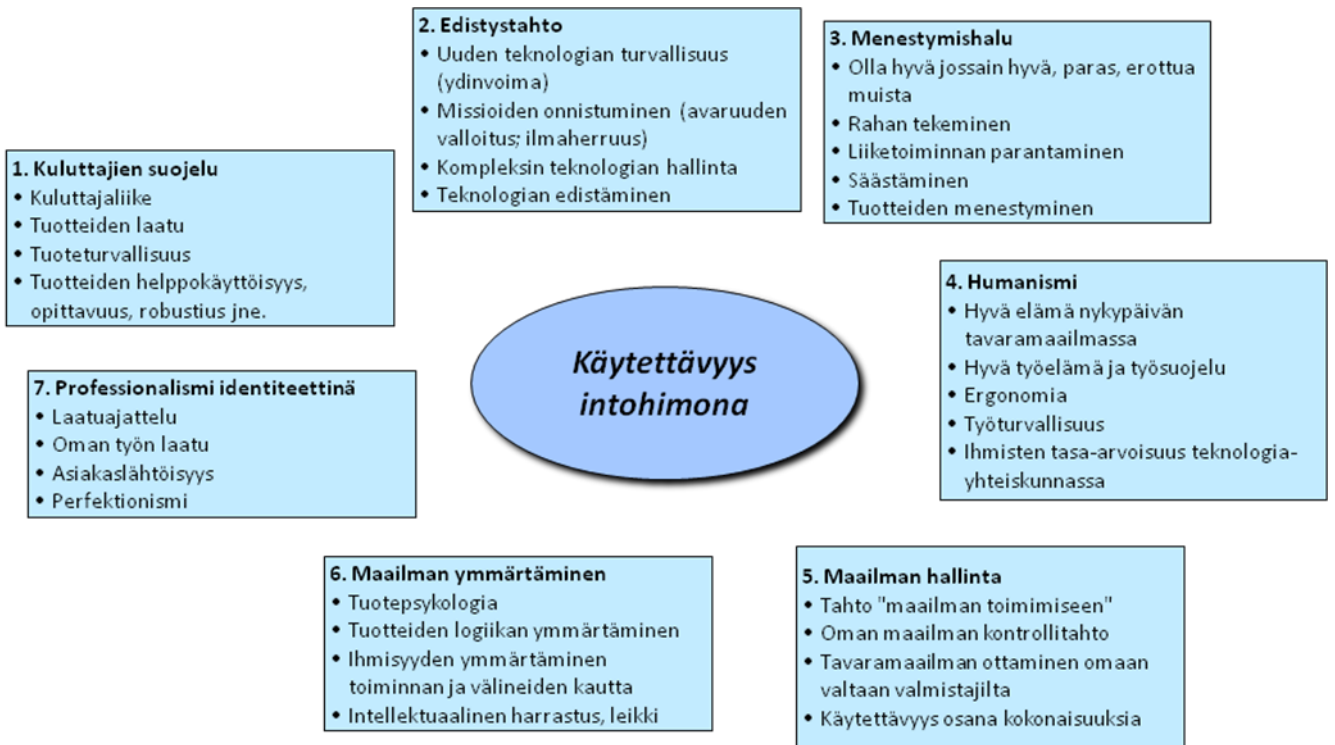 1. Kuluttajien suojelu
• Kuluttajaliike
• Tuotteiden laatu
• Tuoteturvallisuus
• Tuotteiden helppokäyttöisyys,
opittavuus, robustius jne.
2. Edistystahto
• Uuden teknologian turvallisuus
(ydinvoima)
• Missioiden onnistuminen (avaruuden
valloitus; ilmaherruus)
• Kompleksin teknologian hallinta
• Teknologian edistäminen
3. Menestymishalu
• Olla hyvä jossain hyvä, paras, erottua
muista
• Rahan tekeminen
• Liiketoiminnan parantaminen
• Säästäminen
• Tuotteiden menestyminen
4. Humanismi
• Hyvä elämä nykypäivän
tavaramaailmassa
• Hyvä työelämä ja työsuojelu
• Ergonomia
• Työturvallisuus
• Ihmisten tasa-arvoisuus teknologia-
yhteiskunnassa
Käytettävyys
intohimona
5. Maailman hallinta
• Tahto "maailman toimimiseen"
• Oman maailman kontrollitahto
• Tavaramaailman ottaminen omaan
valtaan valmistajilta
• Käytettävyys osana kokonaisuuksia
6. Maailman ymmärtäminen
• Tuotepsykologia
• Tuotteiden logiikan ymmärtäminen
• Ihmisyyden ymmärtäminen
toiminnan ja välineiden kautta
• Intellektuaalinen harrastus, leikki
7. Professionalismi identiteettinä
• Laatuajattelu
• Oman työn laatu
• Asiakaslähtöisyys
• Perfektionismi